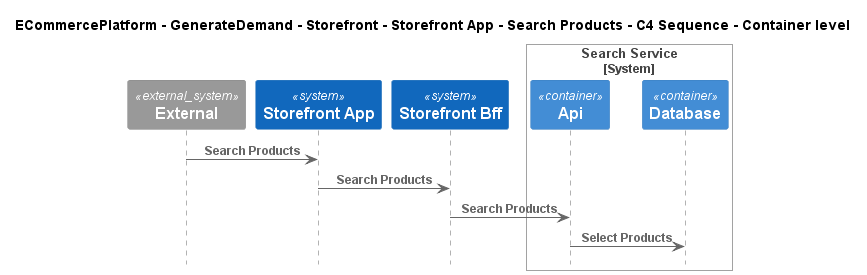 ECommercePlatform - GenerateDemand - Storefront - Storefront App - Search Products - C4 Sequence - Container level
Search Service
[System]
«external_system»
External
«system»
Storefront App
«system»
Storefront Bff
«container»
Api
«container»
Database
Search Products
Search Products
Search Products
Select Products